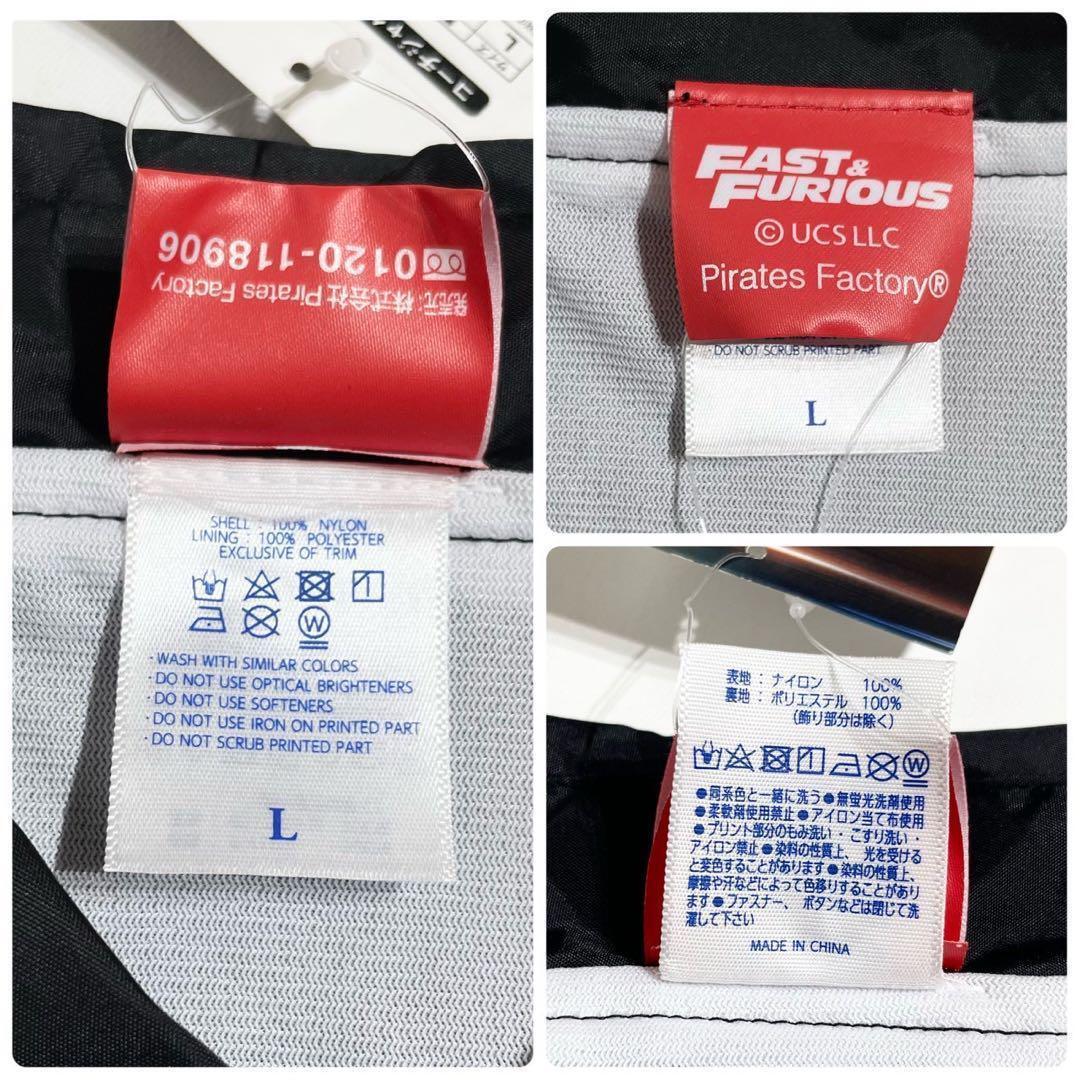 コーチジャ
サイズ
L
発売元:株式会社 Pirates Factory
0120-118906
SHELL : 100% NYLON
LINING : 100% POLYESTER
EXCLUSIVE OF TRIM
W
・WASH WITH SIMILAR COLORS
・DO NOT USE OPTICAL BRIGHTENERS
・DO NOT USE SOFTENERS
・DO NOT USE IRON ON PRINTED PART
・DO NOT SCRUB PRINTED PART
L
FAST &
FURIOUS
© UCS LLC
Pirates Factory®
・DO NOT SCRUB PRINTED PART
L
表地 : ナイロン 100%
裏地 : ポリエステル 100%
(飾り部分は除く)
W
●同系色と一緒に洗う●無蛍光洗剤使用
●柔軟剤使用禁止●アイロン当て布使用
●プリント部分のもみ洗い・こすり洗い・
アイロン禁止●染料の性質上、光を受ける
と変色することがあります●染料の性質上、
摩擦や汗などによって色移りすることがあり
ます●ファスナー、ボタンなどは閉じて洗
濯して下さい
MADE IN CHINA